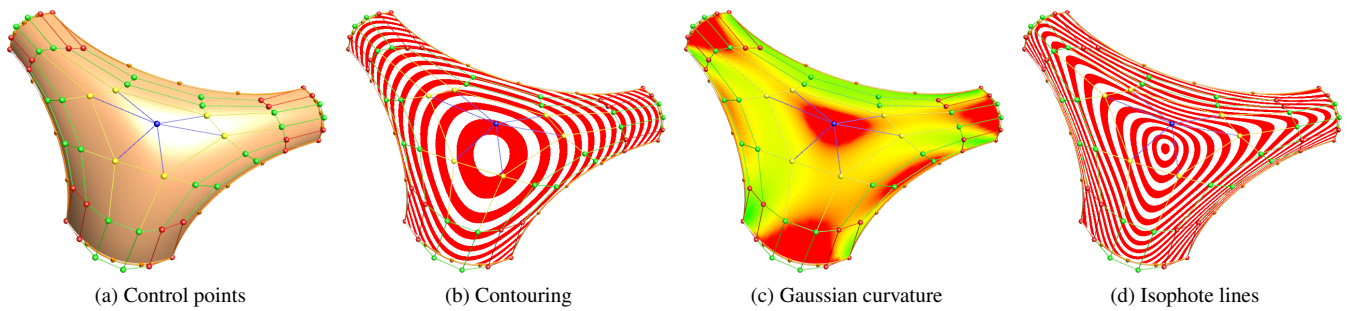 (a) Control points
(b) Contouring
(c) Gaussian curvature
(d) Isophote lines